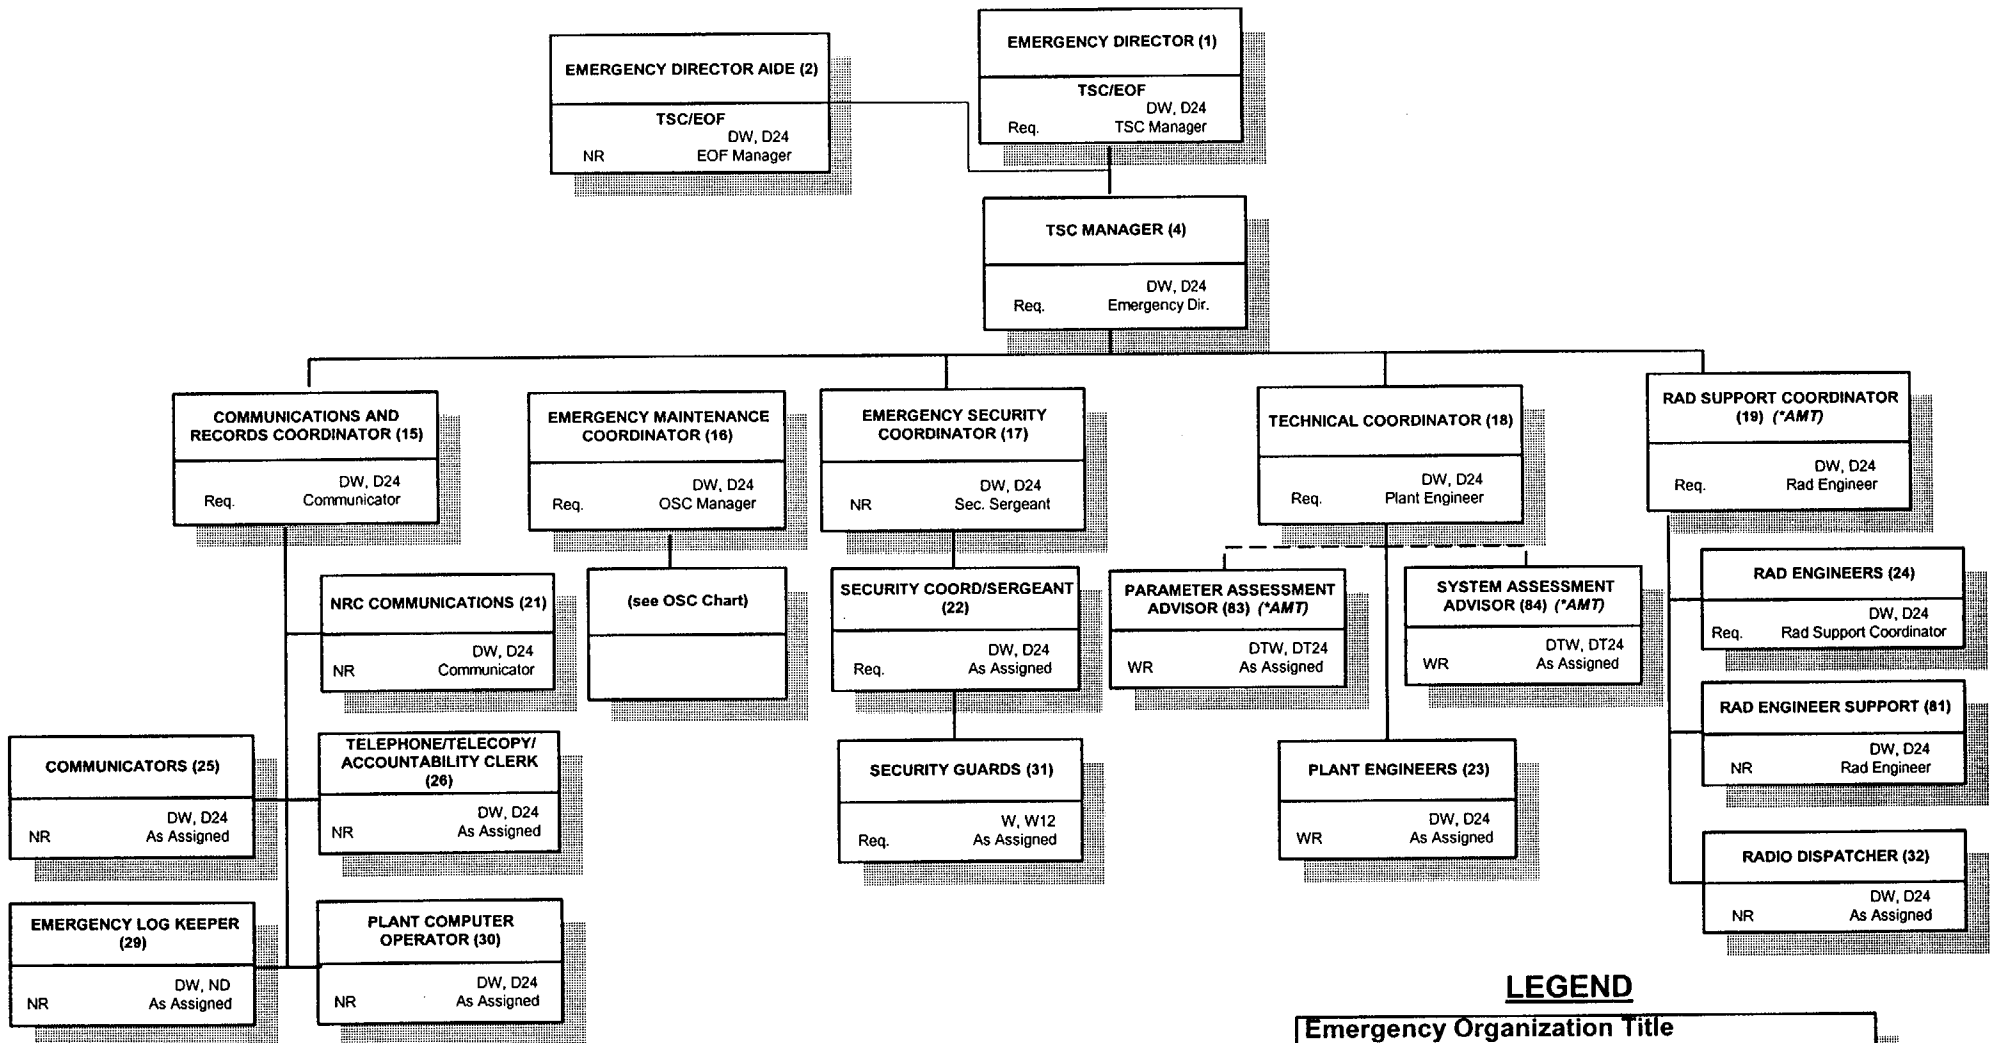 EMERGENCY DIRECTOR AIDE (2)
TSC/EOF
DW, D24
NR EOF Manager
EMERGENCY DIRECTOR (1)
TSC/EOF
DW, D24
Req. TSC Manager
TSC MANAGER (4)
DW, D24
Req. Emergency Dir.
COMMUNICATIONS AND
RECORDS COORDINATOR (15)
DW, D24
Req. Communicator
EMERGENCY MAINTENANCE
COORDINATOR (16)
DW, D24
Req. OSC Manager
EMERGENCY SECURITY
COORDINATOR (17)
DW, D24
NR Sec. Sergeant
TECHNICAL COORDINATOR (18)
DW, D24
Req. Plant Engineer
RAD SUPPORT COORDINATOR
(19) (*AMT)
DW, D24
Req. Rad Engineer
NRC COMMUNICATIONS (21)
DW, D24
NR Communicator
(see OSC Chart)
SECURITY COORD/SERGEANT
(22)
DW, D24
Req. As Assigned
PARAMETER ASSESSMENT
ADVISOR (83) (*AMT)
DTW, DT24
WR As Assigned
SYSTEM ASSESSMENT
ADVISOR (84) (*AMT)
DTW, DT24
WR As Assigned
RAD ENGINEERS (24)
DW, D24
Req. Rad Support Coordinator
RAD ENGINEER SUPPORT (81)
DW, D24
NR Rad Engineer
COMMUNICATORS (25)
DW, D24
NR As Assigned
TELEPHONE/TELECOPY/
ACCOUNTABILITY CLERK
(26)
DW, D24
NR As Assigned
SECURITY GUARDS (31)
W, W12
Req. As Assigned
PLANT ENGINEERS (23)
DW, D24
WR As Assigned
RADIO DISPATCHER (32)
DW, D24
NR As Assigned
EMERGENCY LOG KEEPER
(29)
DW, ND
NR As Assigned
PLANT COMPUTER
OPERATOR (30)
DW, D24
NR As Assigned
LEGEND
Emergency Organization Title